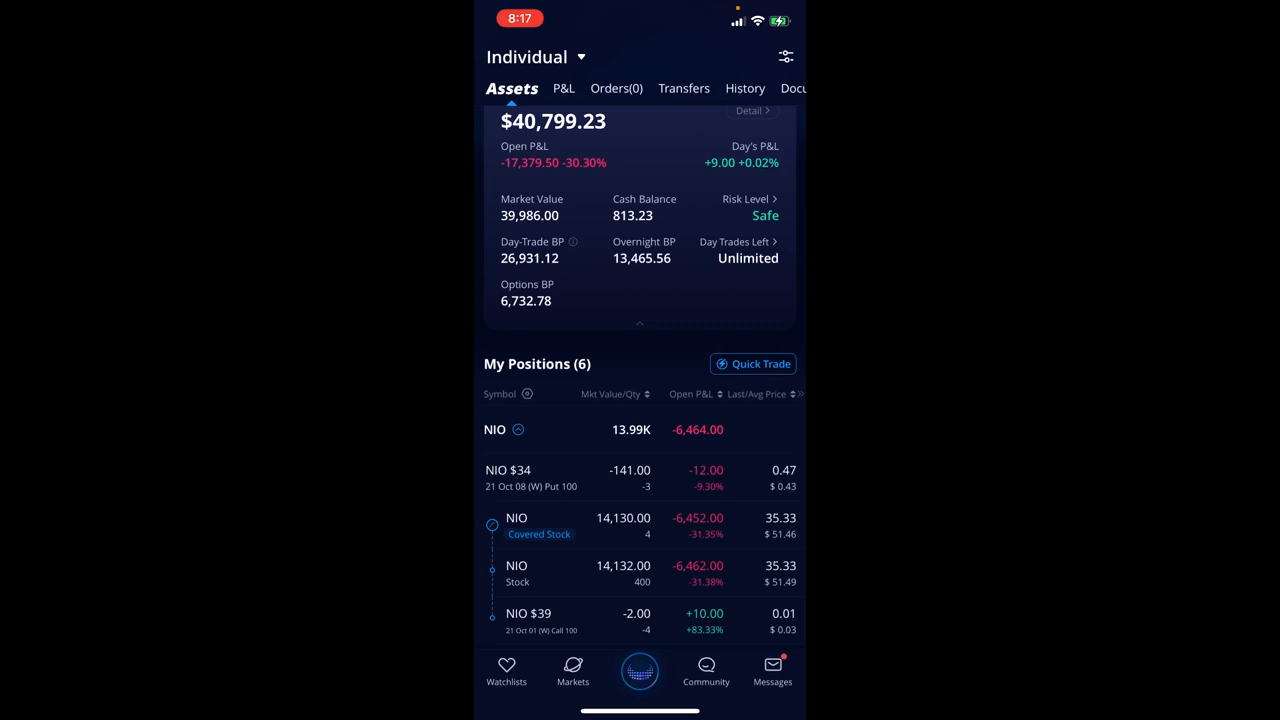 8:17
Individual
Assets P&L Orders(0) Transfers History Docu
$40,799.23 Detail >
Open P&L Day's P&L
-17,379.50 -30.30% +9.00 +0.02%
Market Value Cash Balance Risk Level >
39,986.00 813.23 Safe
Day-Trade BP Overnight BP Day Trades Left >
26,931.12 13,465.56 Unlimited
Options BP
6,732.78
My Positions (6) Quick Trade
Symbol Mkt Value/Qty Open P&L Last/Avg Price
NIO 13.99K -6,464.00
NIO $34 -141.00 -12.00 0.47
21 Oct 08 (W) Put 100 -3 -9.30% $ 0.43
NIO 14,130.00 -6,452.00 35.33
Covered Stock 4 -31.35% $ 51.46
NIO 14,132.00 -6,462.00 35.33
Stock 400 -31.38% $ 51.49
NIO $39 -2.00 +10.00 0.01
21 Oct 01 (W) Call 100 -4 +83.33% $ 0.03
Watchlists Markets Community Messages